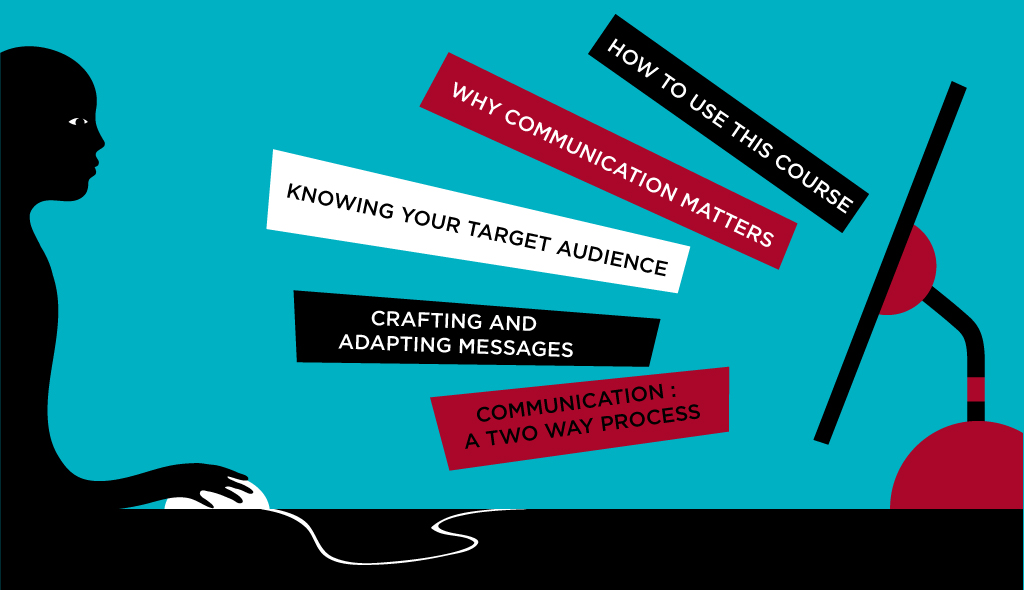 HOW TO USE THIS COURSE
WHY COMMUNICATION MATTERS
KNOWING YOUR TARGET AUDIENCE
CRAFTING AND
ADAPTING MESSAGES
COMMUNICATION :
A TWO WAY PROCESS